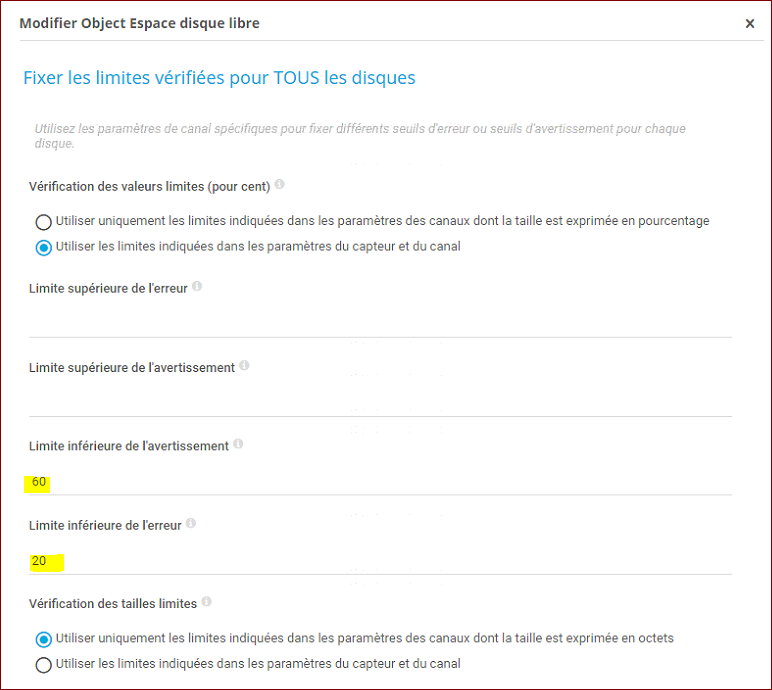 Modifier Object Espace disque libre
Fixer les limites vérifiées pour TOUS les disques
Utilisez les paramètres de canal spécifiques pour fixer différents seuils d'erreur ou seuils d'avertissement pour chaque
disque.
Vérification des valeurs limites (pour cent)
Utiliser uniquement les limites indiquées dans les paramètres des canaux dont la taille est exprimée en pourcentage
Utiliser les limites indiquées dans les paramètres du capteur et du canal
Limite supérieure de l'erreur
Limite supérieure de l'avertissement
Limite inférieure de l'avertissement
60
Limite inférieure de l'erreur
20
Vérification des tailles limites
Utiliser uniquement les limites indiquées dans les paramètres des canaux dont la taille est exprimée en octets
Utiliser les limites indiquées dans les paramètres du capteur et du canal